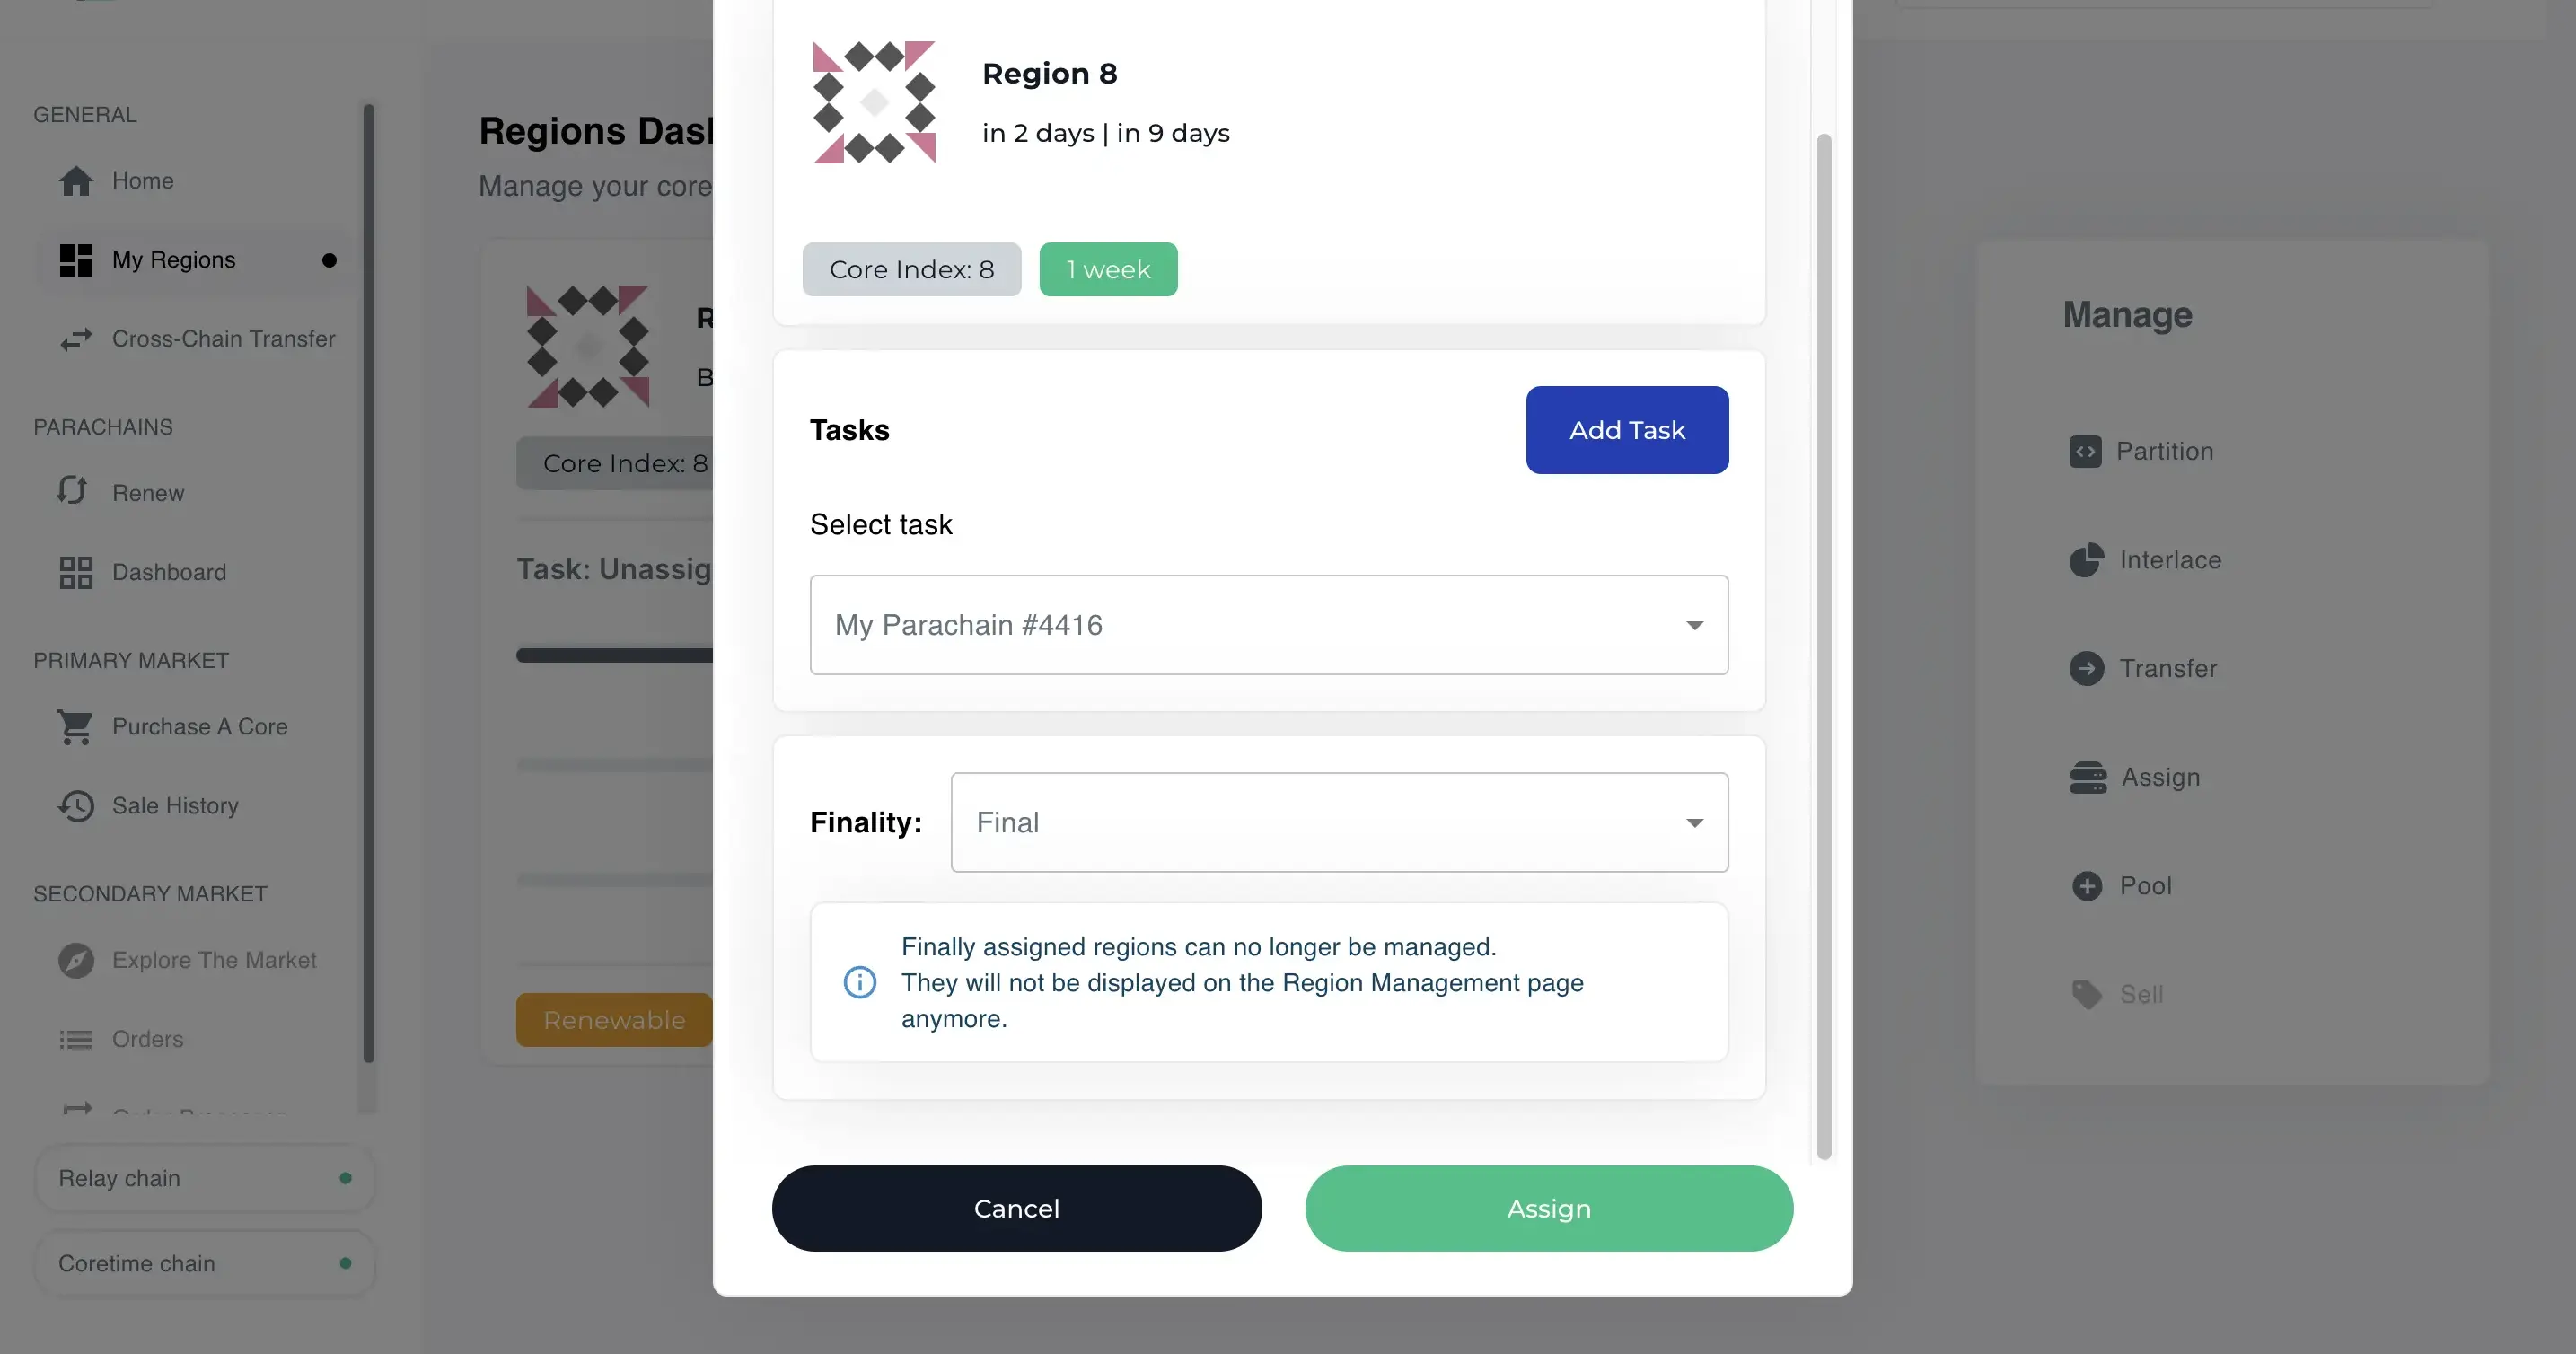 GENERAL
Home
My Regions
Cross-Chain Transfer
PARACHAINS
Renew
Dashboard
PRIMARY MARKET
Purchase A Core
Sale History
SECONDARY MARKET
Explore The Market
Orders
Relay chain
Coretime chain
Regions Das
Manage your core
R
B
Core Index: 8
Task: Unassig
Renewable
Region 8
in 2 days | in 9 days
Core Index: 8
1 week
Tasks
Add Task
Select task
My Parachain #4416
Finality:
Final
Finally assigned regions can no longer be managed.
They will not be displayed on the Region Management page
anymore.
Cancel
Assign
Manage
Partition
Interlace
Transfer
Assign
Pool
Sell